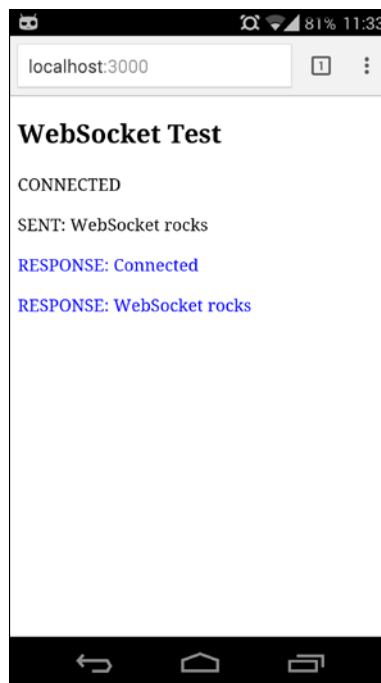 81% 11:33
localhost:3000
1
WebSocket Test
CONNECTED
SENT: WebSocket rocks
RESPONSE: Connected
RESPONSE: WebSocket rocks